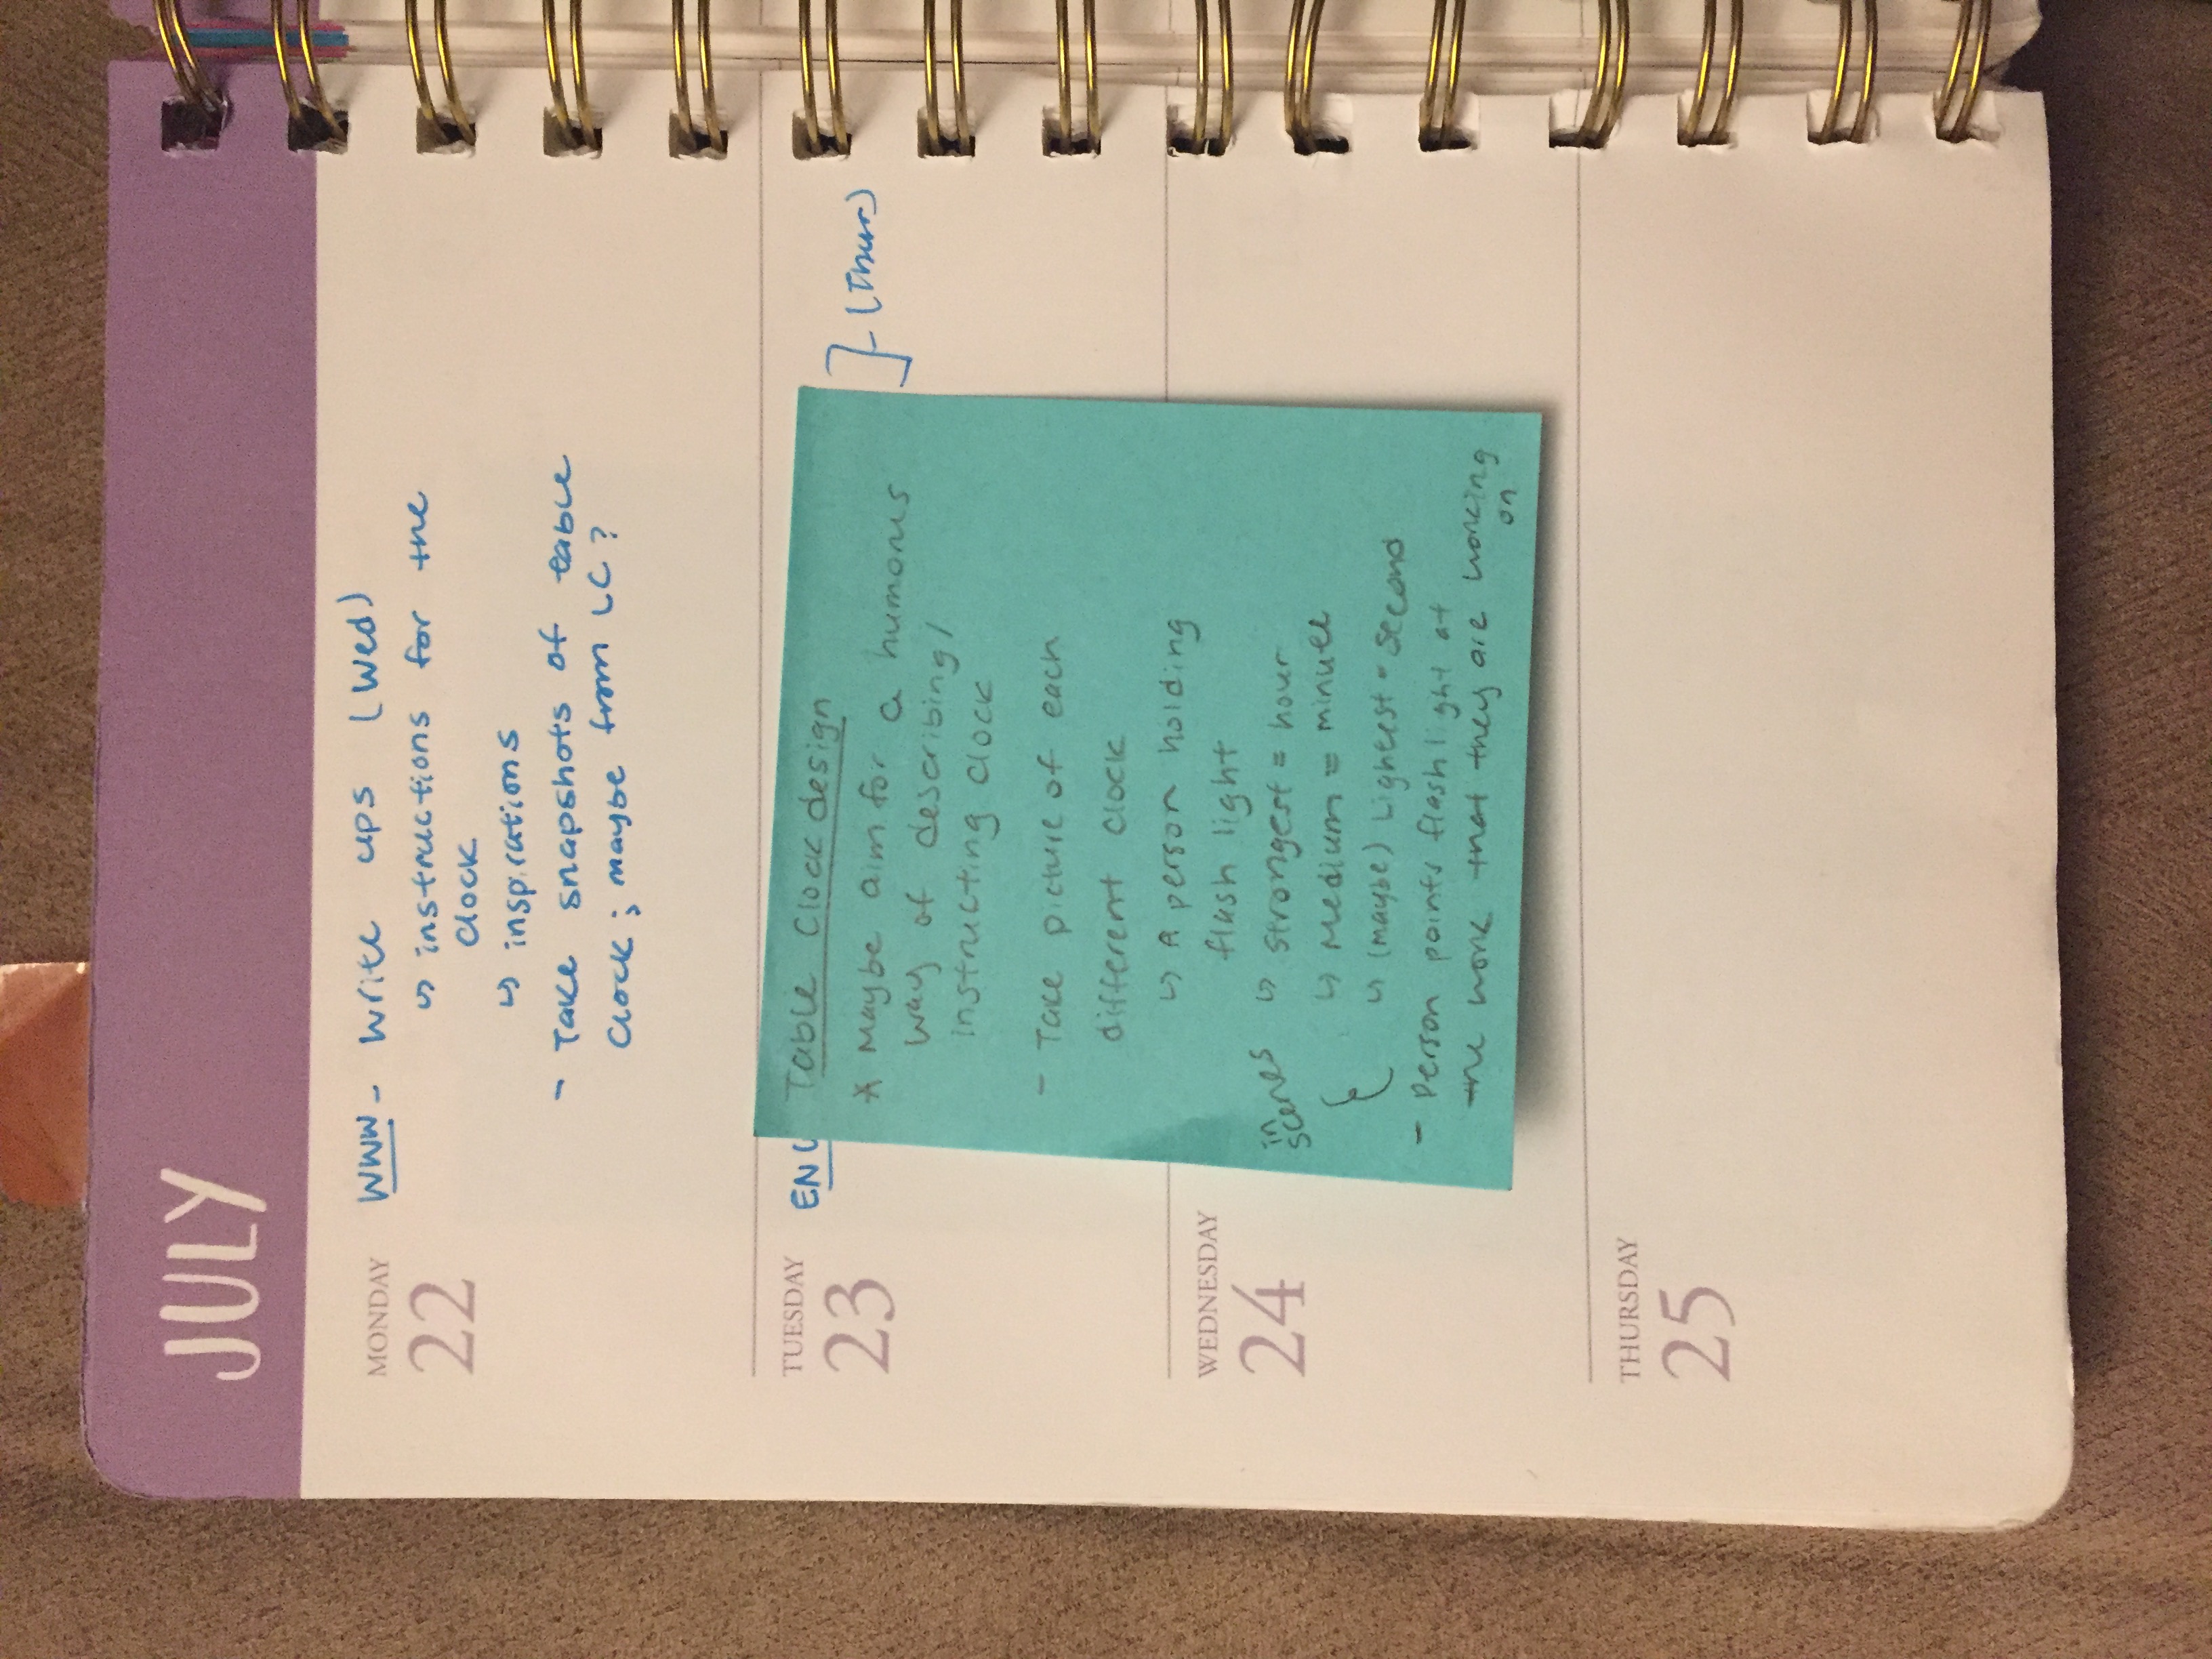 JULY
MONDAY
22
WWW - Write ups (Wed)
↳ instructions for the
clock
↳ inspirations
- Take snapshots of table
clock; maybe from LC?
TUESDAY
23
EN
] - (Thur)
Table Clock design
* Maybe aim for a humorus
way of describing/
instructing clock
- Take picture of each
different clock
↳ A person holding
flash light
in scenes
↳ strongest = hour
↳ Medium = minute
↳ (maybe) Lightest = second
- Person points flash light at
the work that they are working
on
WEDNESDAY
24
THURSDAY
25